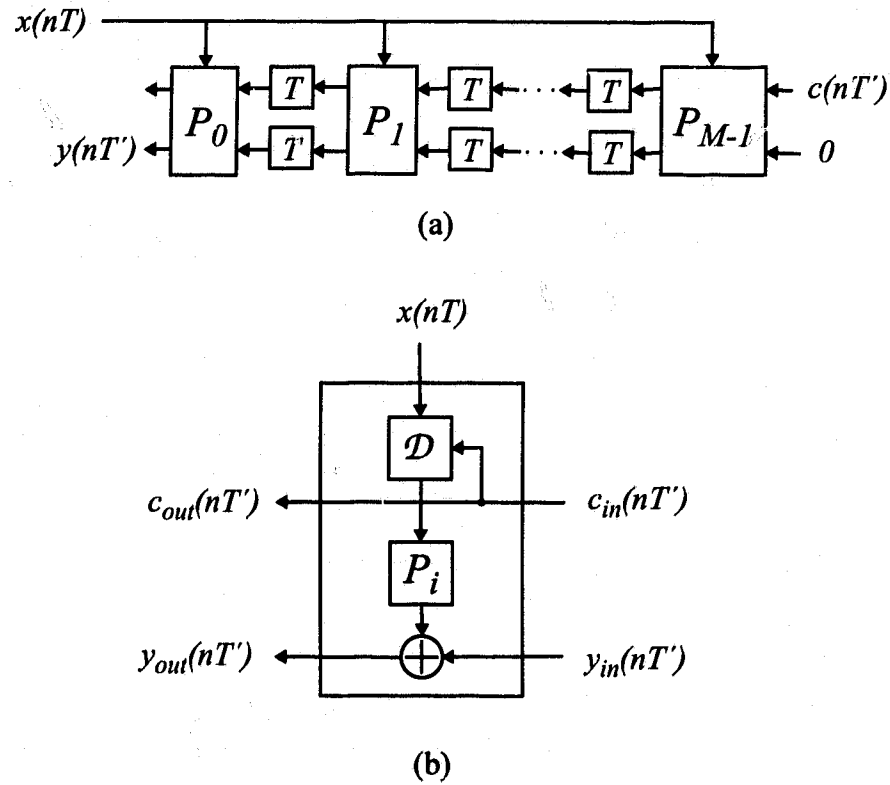 x(nT)
P0 T P1 T · · · T PM-1 c(nT′)
y(nT′) T T · · · T 0
(a)
x(nT)
𝒟
cout(nT′) cin(nT′)
Pi
yout(nT′) + yin(nT′)
(b)